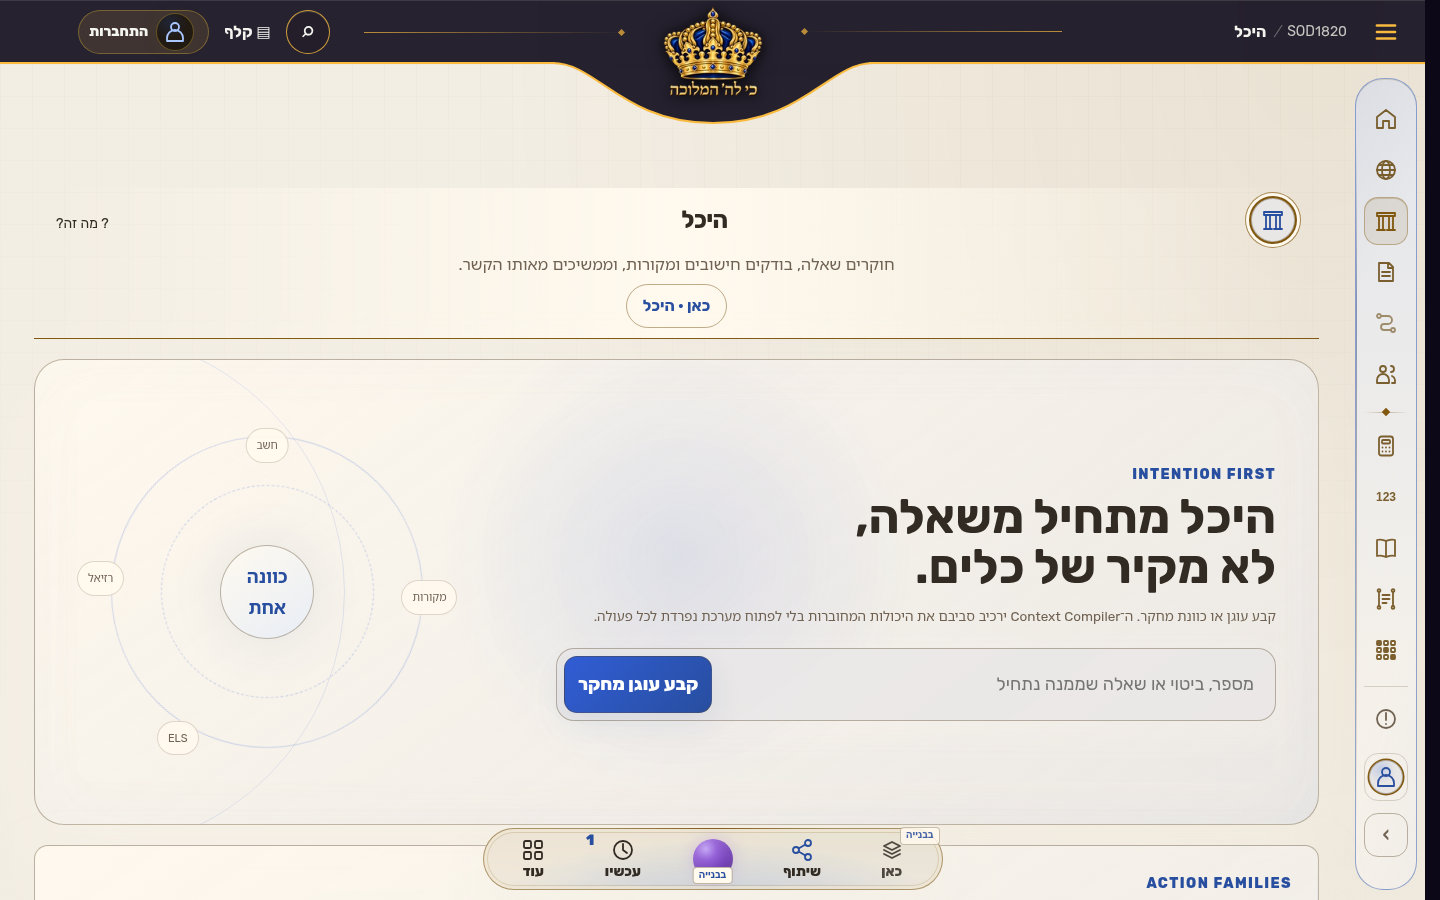 SOD1820 / היכל
קלף
התחברות
כי לה' המלוכה
היכל
? מה זה?
חוקרים שאלה, בודקים חישובים ומקורות, וממשיכים מאותו הקשר.
כאן • היכל
INTENTION FIRST
היכל מתחיל משאלה,
לא מקיר של כלים.
קבע עוגן או כוונת מחקר. ה־Context Compiler ירכיב סביבם את היכולות המחוברות בלי לפתוח מערכת נפרדת לכל פעולה.
מספר, ביטוי או שאלה שממנה נתחיל
קבע עוגן מחקר
חשב
מקורות
רזיאל
ELS
כוונה
אחת
123
בבנייה
כאן
שיתוף
בבנייה
עכשיו
1
עוד
ACTION FAMILIES